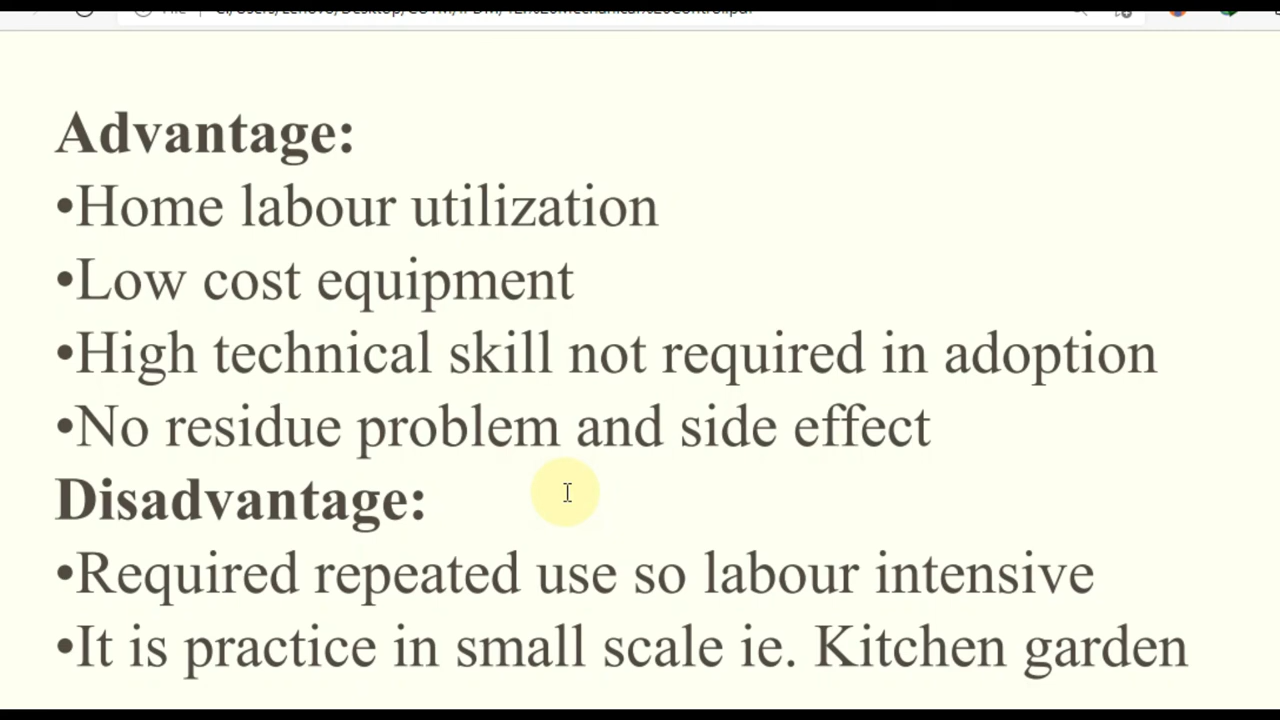 Advantage:
•Home labour utilization
•Low cost equipment
•High technical skill not required in adoption
•No residue problem and side effect
Disadvantage:
•Required repeated use so labour intensive
•It is practice in small scale ie. Kitchen garden